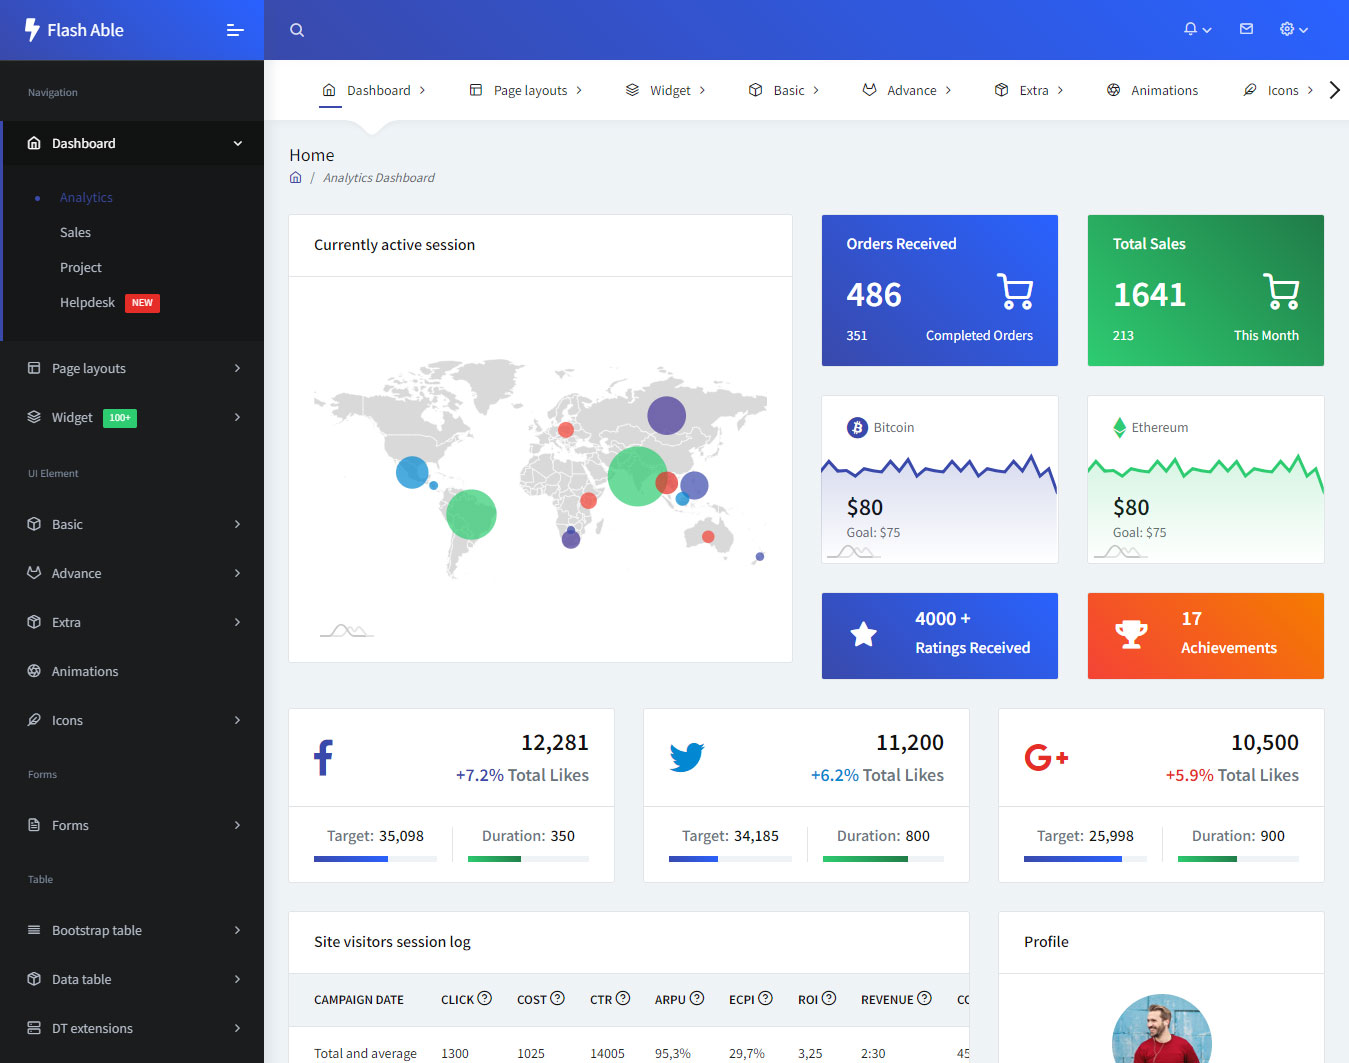 Flash Able
Navigation
Dashboard
Analytics
Sales
Project
Helpdesk NEW
Page layouts
Widget 100+
UI Element
Basic
Advance
Extra
Animations
Icons
Forms
Forms
Table
Bootstrap table
Data table
DT extensions
Dashboard Page layouts Widget Basic Advance Extra Animations Icons
Home
/ Analytics Dashboard
Currently active session
Orders Received
486
351 Completed Orders
Total Sales
1641
213 This Month
Bitcoin
$80
Goal: $75
Ethereum
$80
Goal: $75
4000 +
Ratings Received
17
Achievements
12,281
+7.2% Total Likes
Target: 35,098 Duration: 350
11,200
+6.2% Total Likes
Target: 34,185 Duration: 800
G+
10,500
+5.9% Total Likes
Target: 25,998 Duration: 900
Site visitors session log
CAMPAIGN DATE CLICK COST CTR ARPU ECPI ROI REVENUE
Total and average 1300 1025 14005 95,3% 29,7% 3,25 2:30 45
Profile